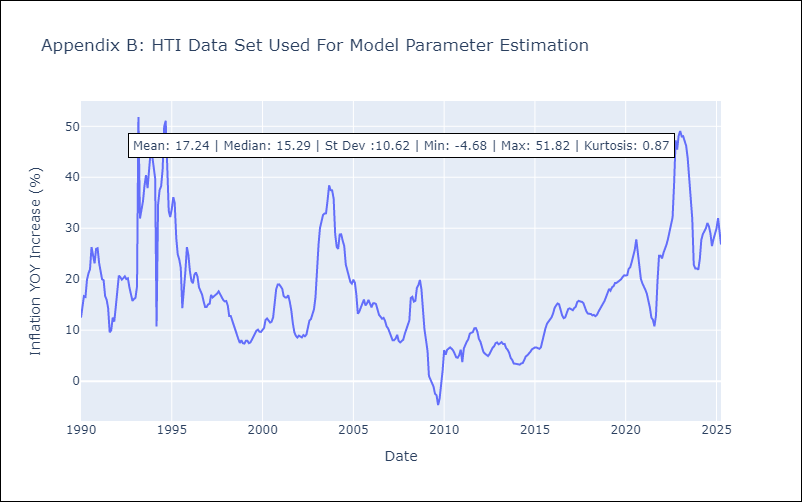 Appendix B: HTI Data Set Used For Model Parameter Estimation
50
Mean: 17.24 | Median: 15.29 | St Dev :10.62 | Min: -4.68 | Max: 51.82 | Kurtosis: 0.87
40
30
20
10
0
Inflation YOY Increase (%)
1990 1995 2000 2005 2010 2015 2020 2025
Date